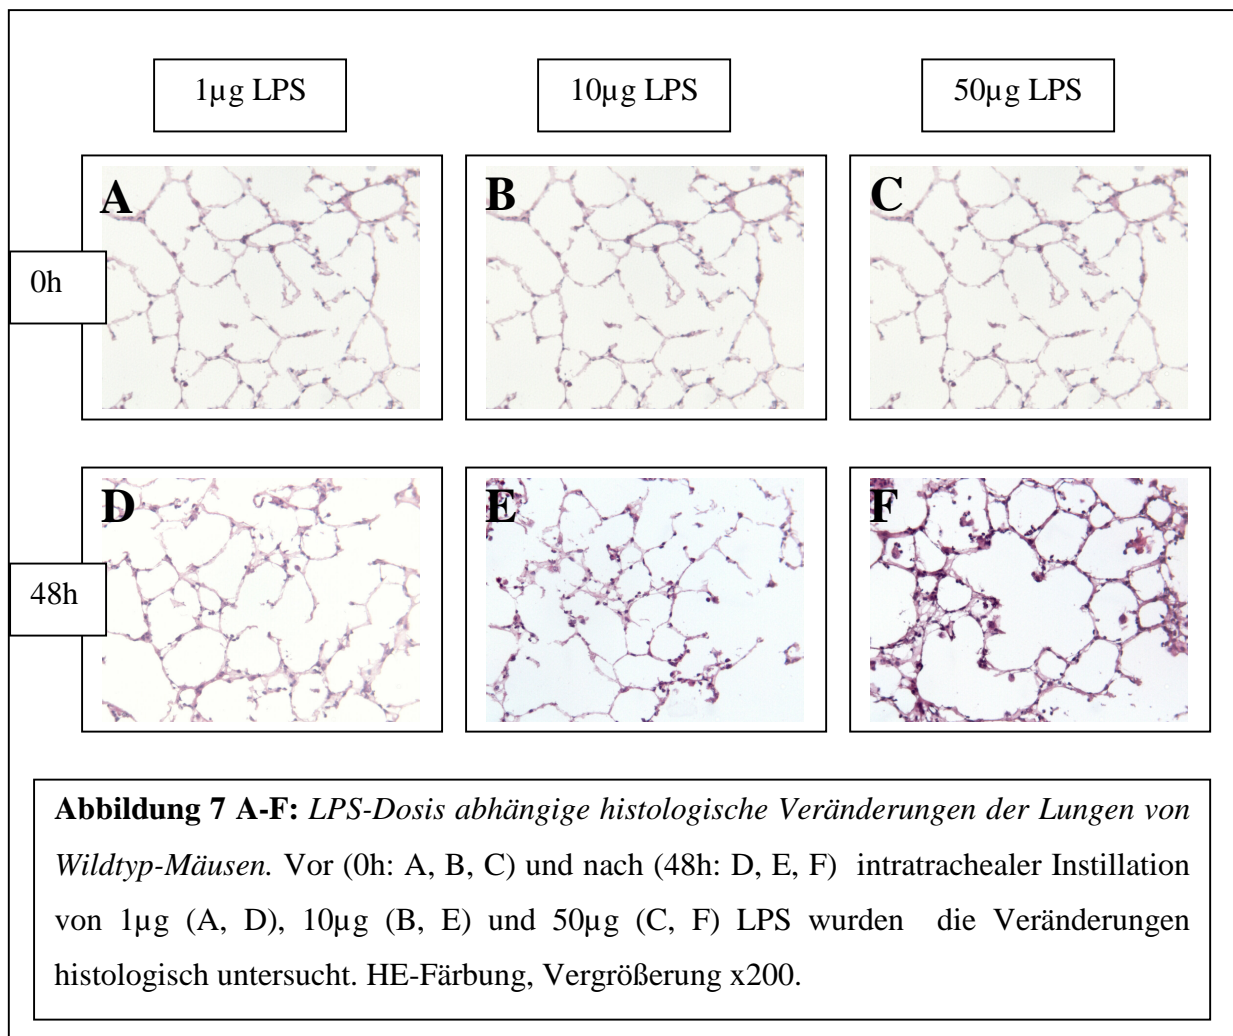 1µg LPS
10µg LPS
50µg LPS
A
B
C
0h
D
E
F
48h
Abbildung 7 A-F: LPS-Dosis abhängige histologische Veränderungen der Lungen von
Wildtyp-Mäusen. Vor (0h: A, B, C) und nach (48h: D, E, F) intratrachealer Instillation
von 1µg (A, D), 10µg (B, E) und 50µg (C, F) LPS wurden die Veränderungen
histologisch untersucht. HE-Färbung, Vergrößerung x200.